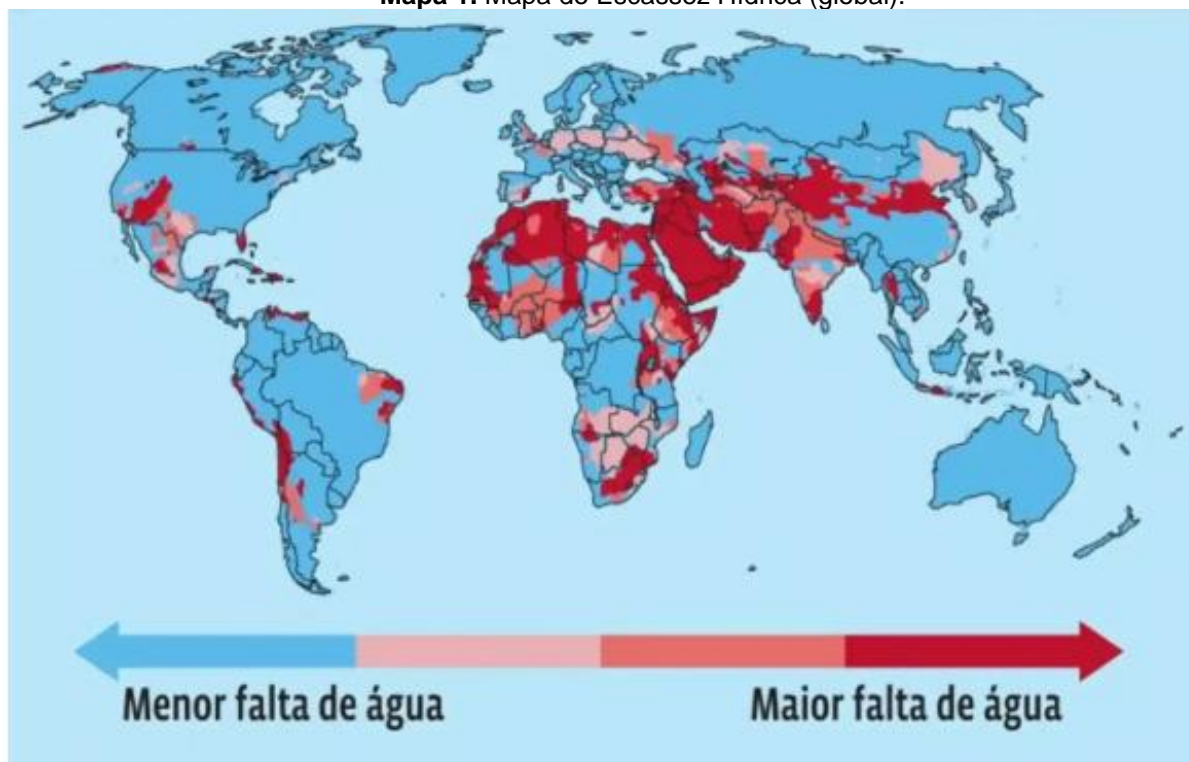 Mapa 1: Mapa de Escassez Hídrica (global).
Menor falta de água
Maior falta de água